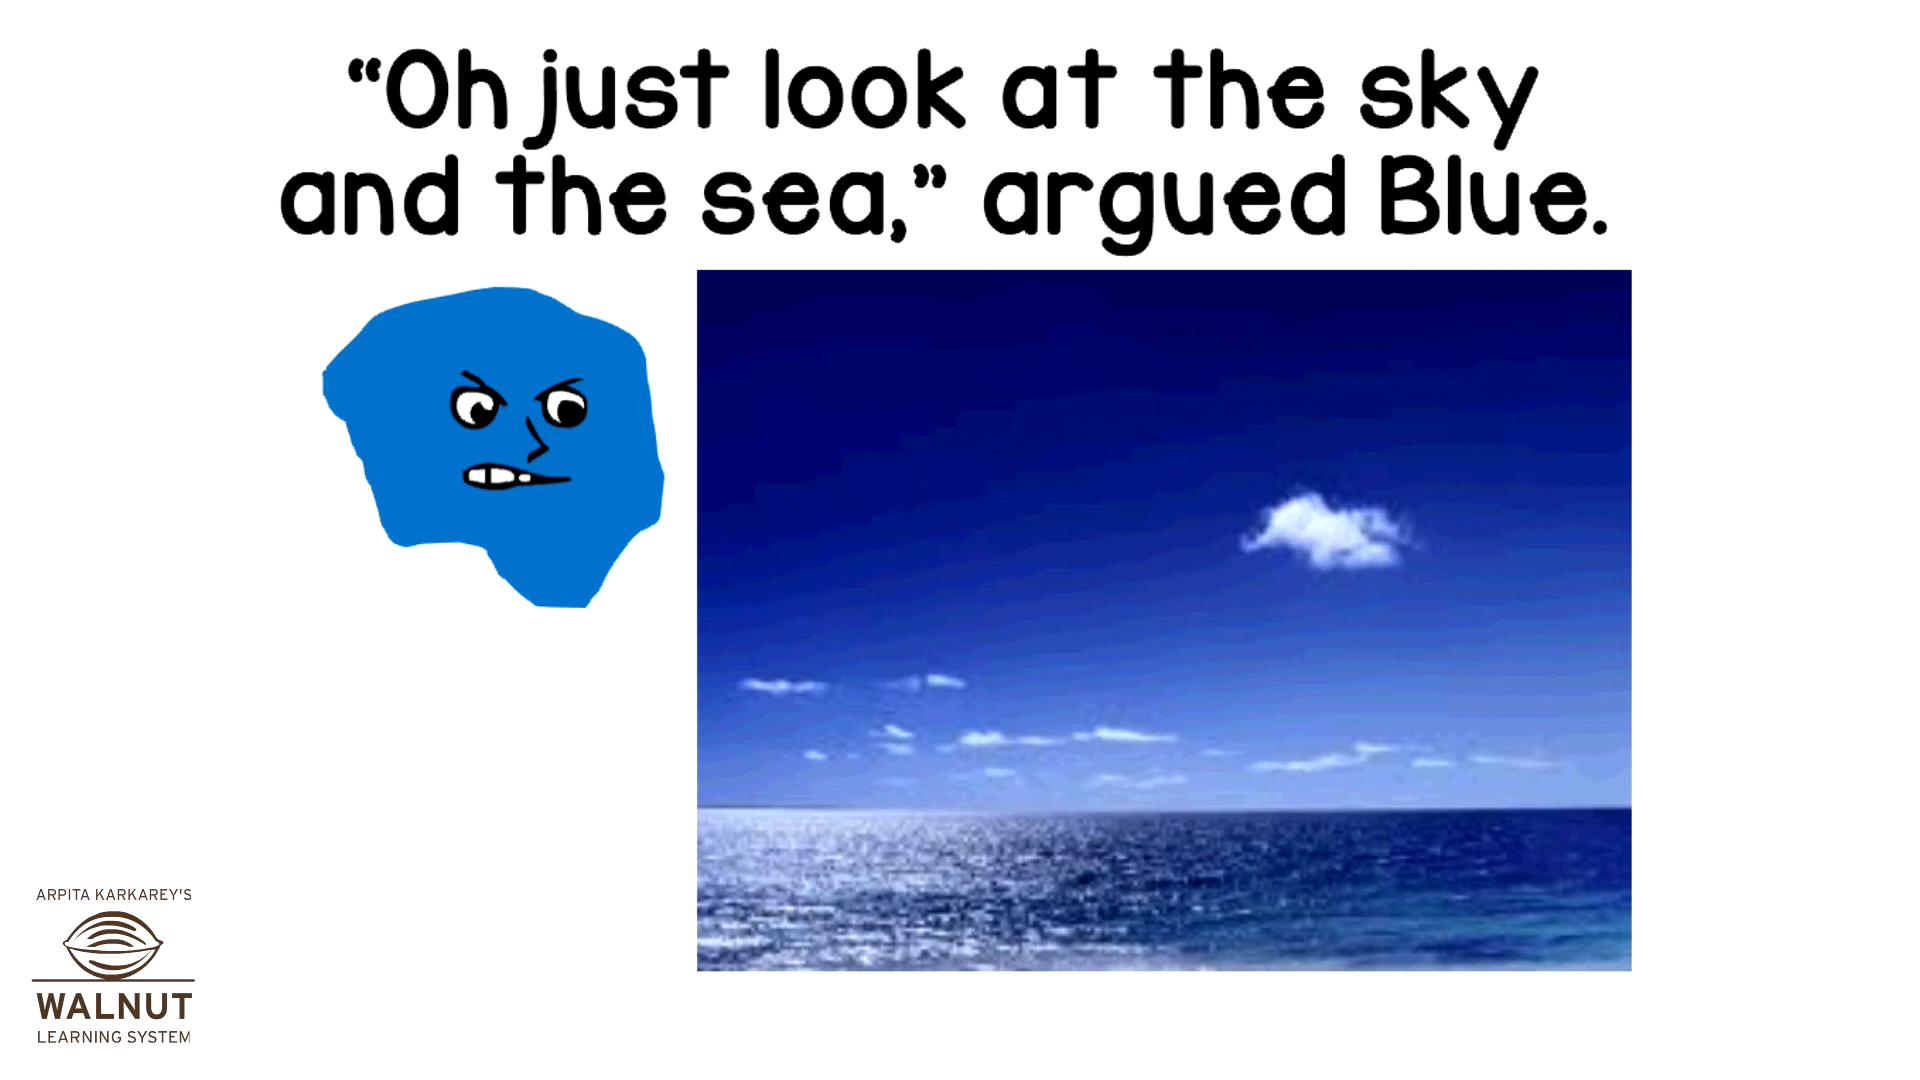 “Oh just look at the sky
and the sea,” argued Blue.
ARPITA KARKAREY'S
WALNUT
LEARNING SYSTEM